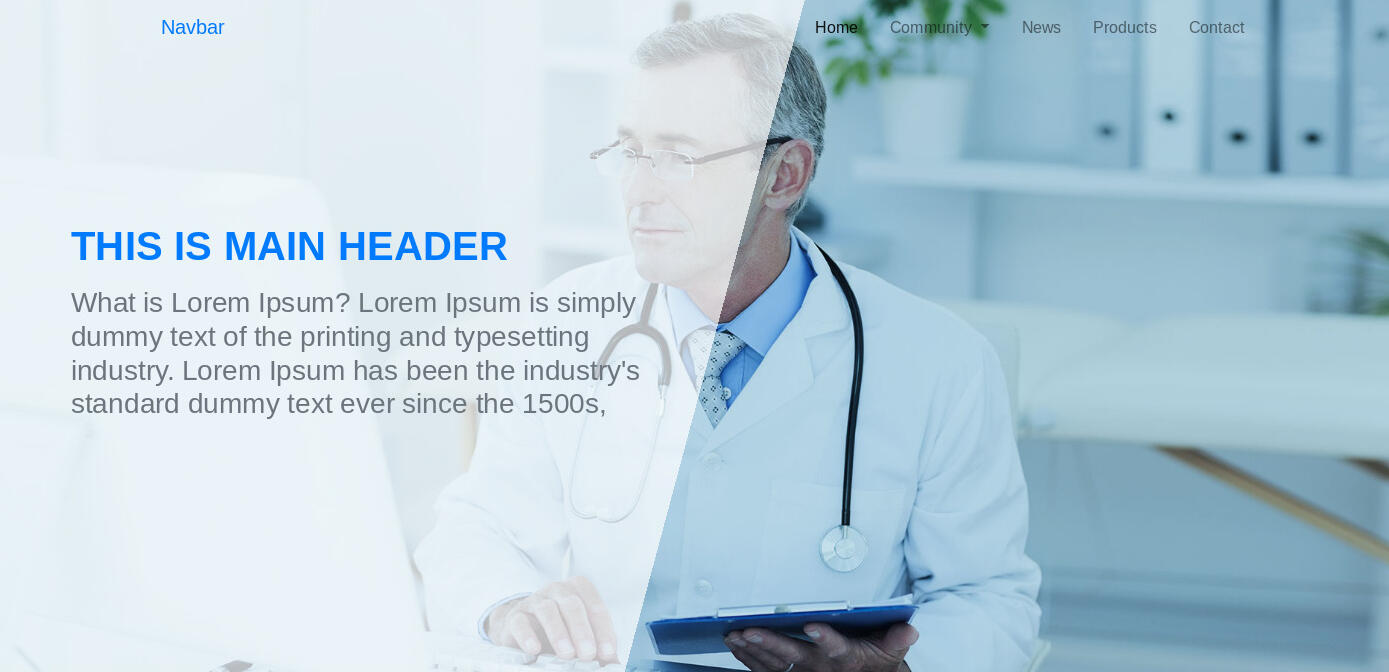 Navbar
Home Community News Products Contact
THIS IS MAIN HEADER
What is Lorem Ipsum? Lorem Ipsum is simply
dummy text of the printing and typesetting
industry. Lorem Ipsum has been the industry's
standard dummy text ever since the 1500s,